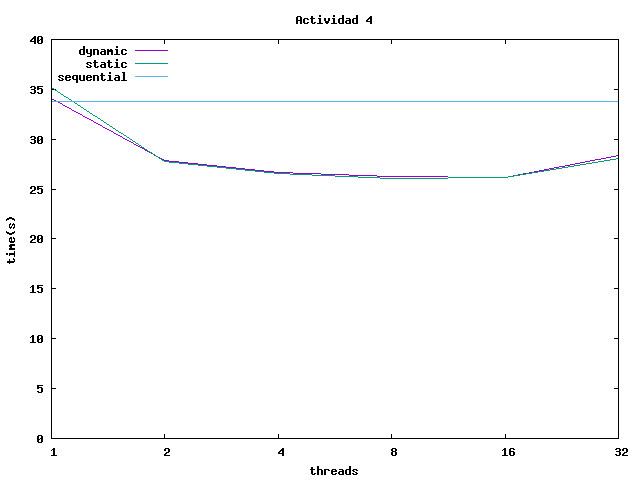 Actividad 4
dynamic
static
sequential
40
35
30
25
20
15
10
5
0
time(s)
1 2 4 8 16 32
threads